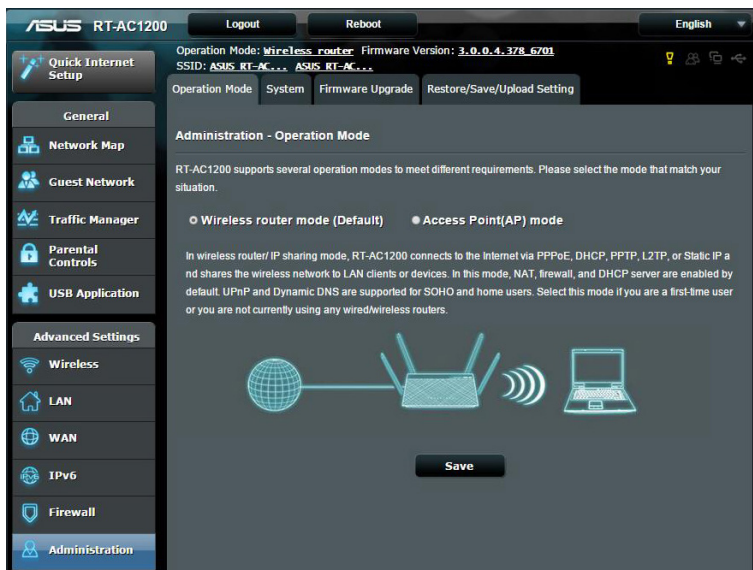 ASUS RT-AC1200
Logout
Reboot
English
Quick Internet
Setup
Operation Mode: Wireless router Firmware Version: 3.0.0.4.378_6701
SSID: ASUS RT-AC... ASUS RT-AC...
Operation Mode
System
Firmware Upgrade
Restore/Save/Upload Setting
General
Network Map
Guest Network
Traffic Manager
Parental
Controls
USB Application
Advanced Settings
Wireless
LAN
WAN
IPv6
IPv6
Firewall
Administration
Administration - Operation Mode
RT-AC1200 supports several operation modes to meet different requirements. Please select the mode that match your
situation.
Wireless router mode (Default)
Access Point(AP) mode
In wireless router/ IP sharing mode, RT-AC1200 connects to the Internet via PPPoE, DHCP, PPTP, L2TP, or Static IP a
nd shares the wireless network to LAN clients or devices. In this mode, NAT, firewall, and DHCP server are enabled by
default. UPnP and Dynamic DNS are supported for SOHO and home users. Select this mode if you are a first-time user
or you are not currently using any wired/wireless routers.
Save